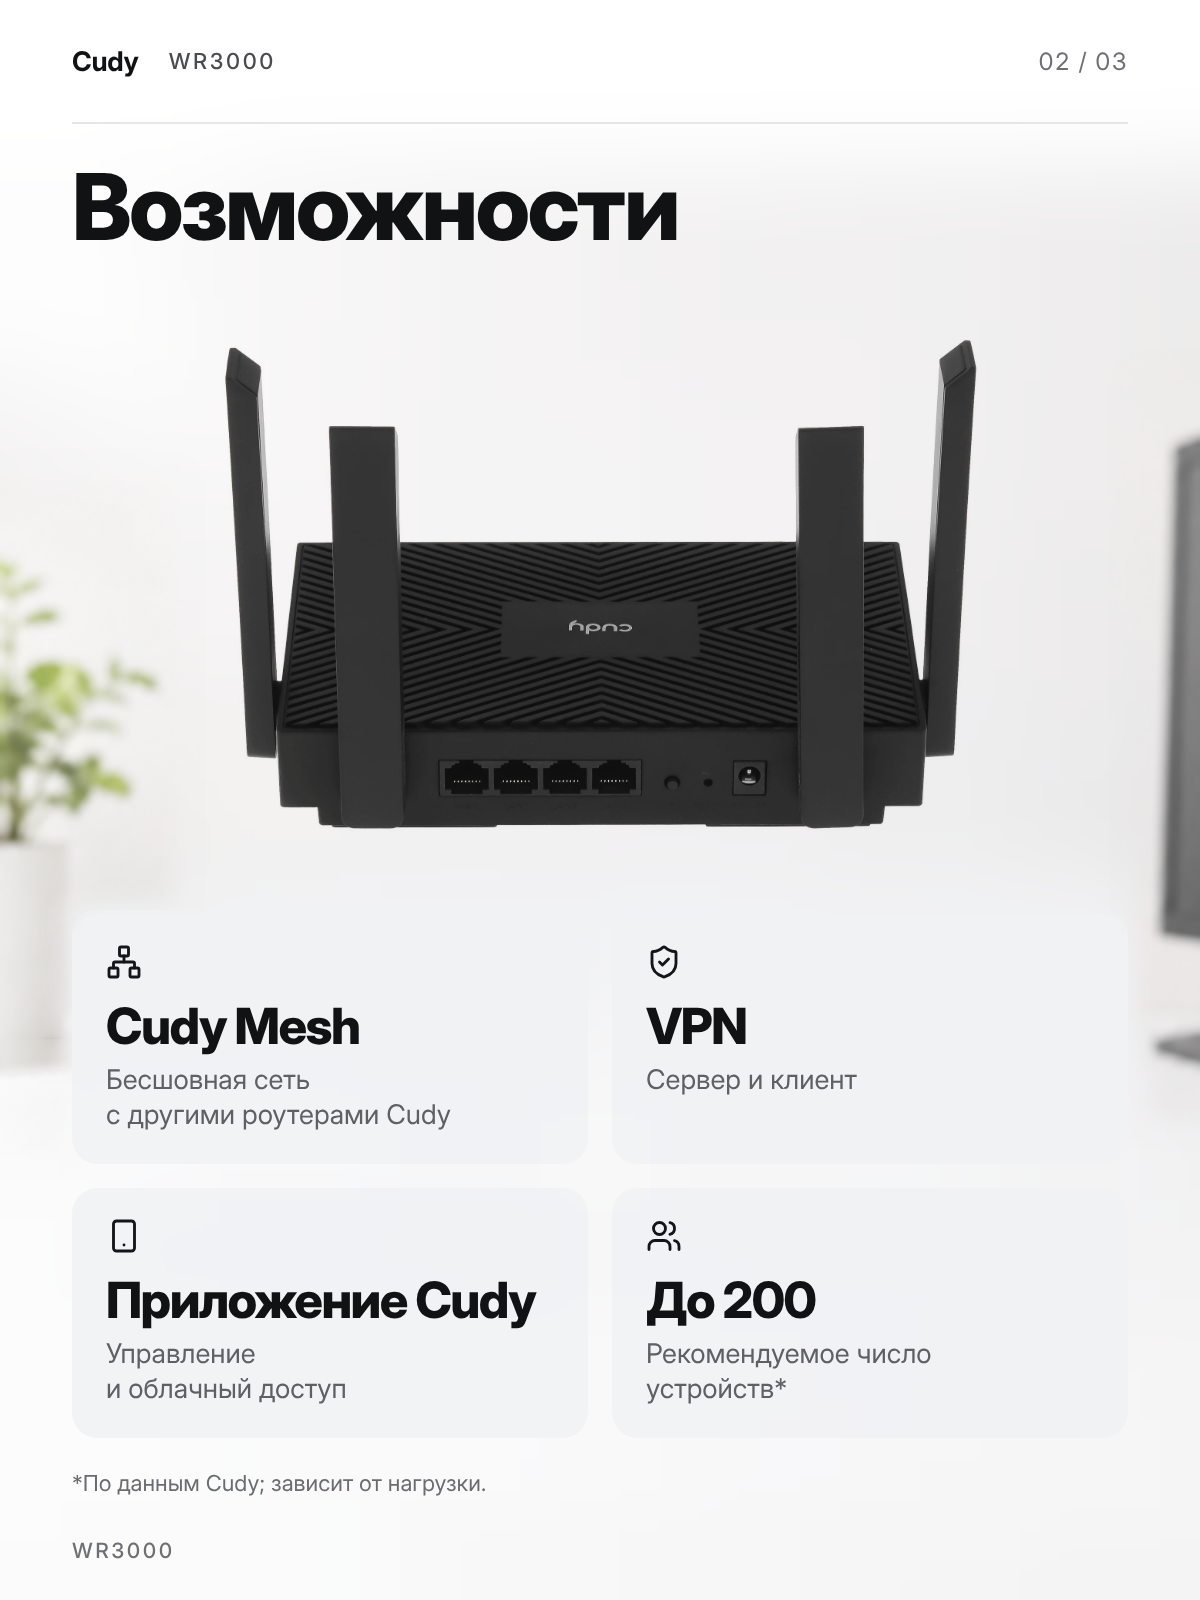 Cudy WR3000 02 / 03
Возможности
cudy
Cudy Mesh
Бесшовная сеть
с другими роутерами Cudy
VPN
Сервер и клиент
Приложение Cudy
Управление
и облачный доступ
До 200
Рекомендуемое число
устройств*
*По данным Cudy; зависит от нагрузки.
WR3000